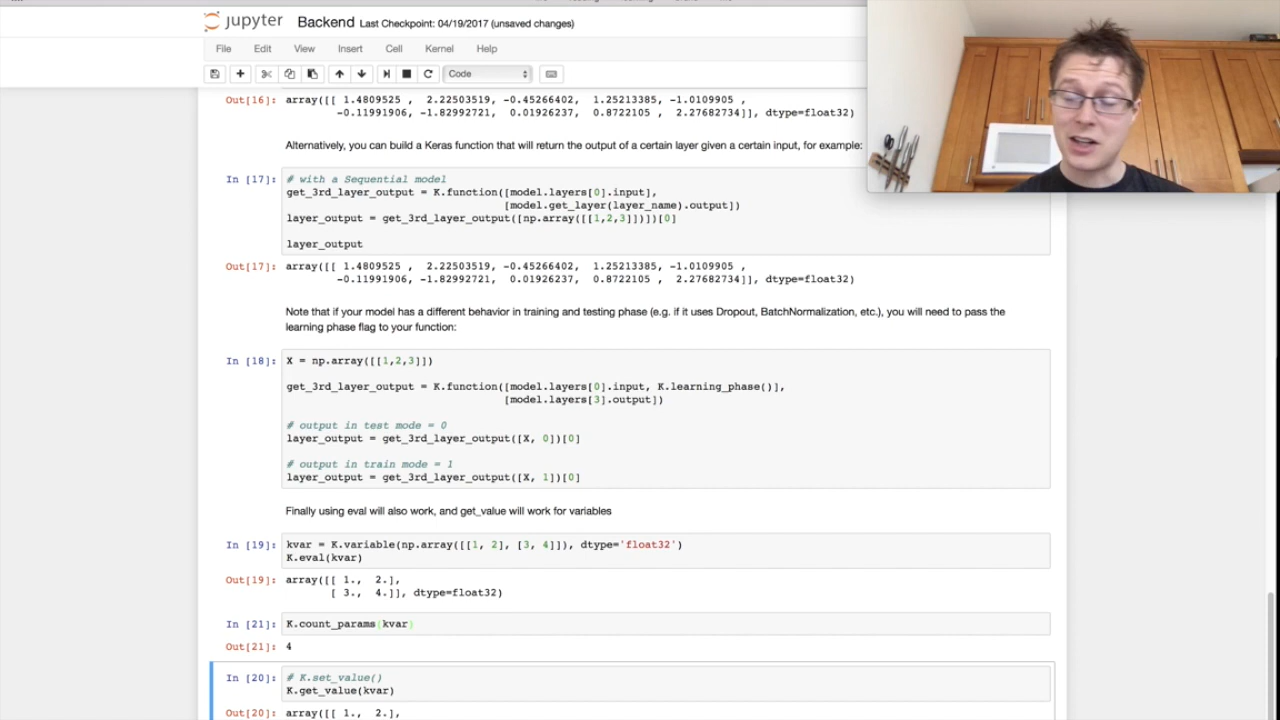 jupyter Backend Last Checkpoint: 04/19/2017 (unsaved changes)
File Edit View Insert Cell Kernel Help
Code
Out[16]: array([[ 1.4809525 , 2.22503519, -0.45266402, 1.25213385, -1.0109905 ,
-0.11991906, -1.82992721, 0.01926237, 0.8722105 , 2.27682734]], dtype=float32)
Alternatively, you can build a Keras function that will return the output of a certain layer given a certain input, for example:
In [17]: # with a Sequential model
get_3rd_layer_output = K.function([model.layers[0].input],
[model.get_layer(layer_name).output])
layer_output = get_3rd_layer_output([np.array([[1,2,3]])])[0]
layer_output
Out[17]: array([[ 1.4809525 , 2.22503519, -0.45266402, 1.25213385, -1.0109905 ,
-0.11991906, -1.82992721, 0.01926237, 0.8722105 , 2.27682734]], dtype=float32)
Note that if your model has a different behavior in training and testing phase (e.g. if it uses Dropout, BatchNormalization, etc.), you will need to pass the
learning phase flag to your function:
In [18]: X = np.array([[1,2,3]])
get_3rd_layer_output = K.function([model.layers[0].input, K.learning_phase()],
[model.layers[3].output])
# output in test mode = 0
layer_output = get_3rd_layer_output([X, 0])[0]
# output in train mode = 1
layer_output = get_3rd_layer_output([X, 1])[0]
Finally using eval will also work, and get_value will work for variables
In [19]: kvar = K.variable(np.array([[1, 2], [3, 4]]), dtype='float32')
K.eval(kvar)
Out[19]: array([[ 1., 2.],
[ 3., 4.]], dtype=float32)
In [21]: K.count_params(kvar)
Out[21]: 4
In [20]: # K.set_value()
K.get_value(kvar)
Out[20]: array([[ 1., 2.],